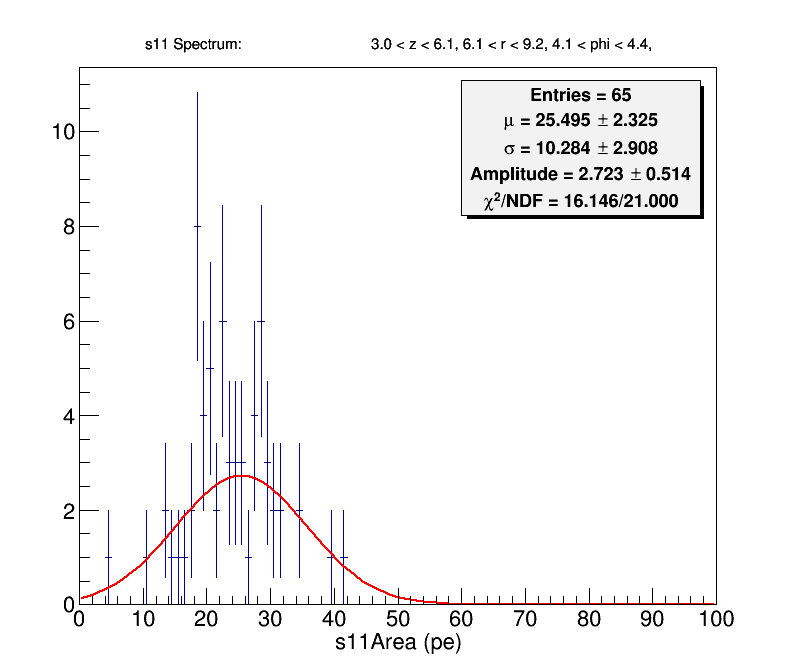 s11 Spectrum: 3.0 < z < 6.1, 6.1 < r < 9.2, 4.1 < phi < 4.4,
Entries = 65
μ = 25.495 ± 2.325
σ = 10.284 ± 2.908
Amplitude = 2.723 ± 0.514
χ²/NDF = 16.146/21.000
10
8
6
4
2
0
0 10 20 30 40 50 60 70 80 90 100
s11Area (pe)